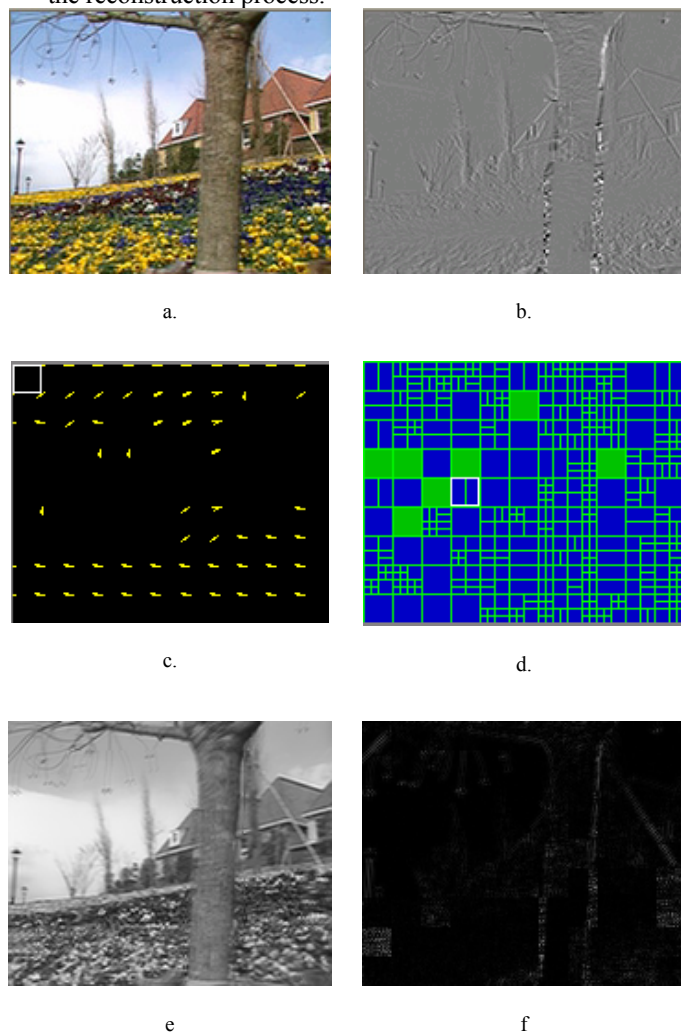 the reconstruction process.
a.
b.
c.
d.
e
f